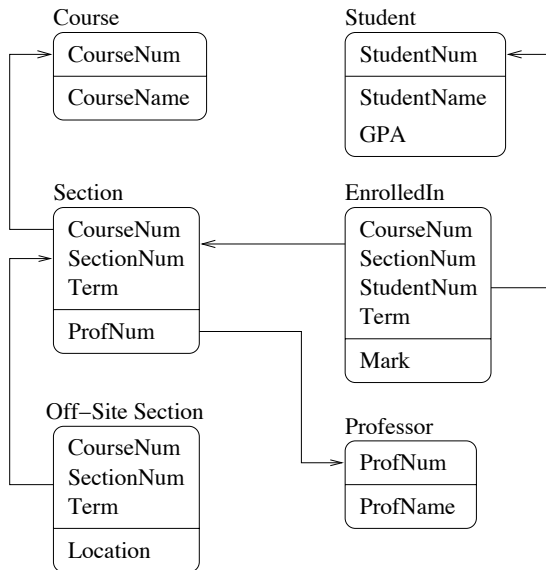 Course
CourseNum
CourseName
Student
StudentNum
StudentName
GPA
Section
CourseNum
SectionNum
Term
ProfNum
EnrolledIn
CourseNum
SectionNum
StudentNum
Term
Mark
Off−Site Section
CourseNum
SectionNum
Term
Location
Professor
ProfNum
ProfName